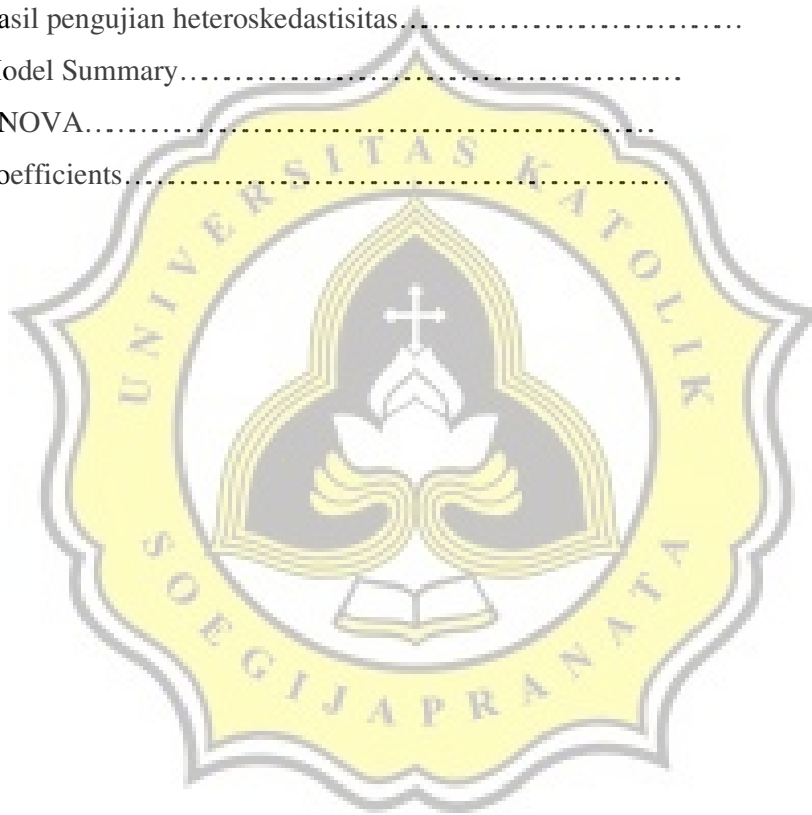 asil pengujian heteroskedastisitas……………………………
odel Summary…………………………………………
NOVA………………………………………………
oefficients……………………………………………
UNIVERSITAS KATOLIK
SOEGIJAPRANATA